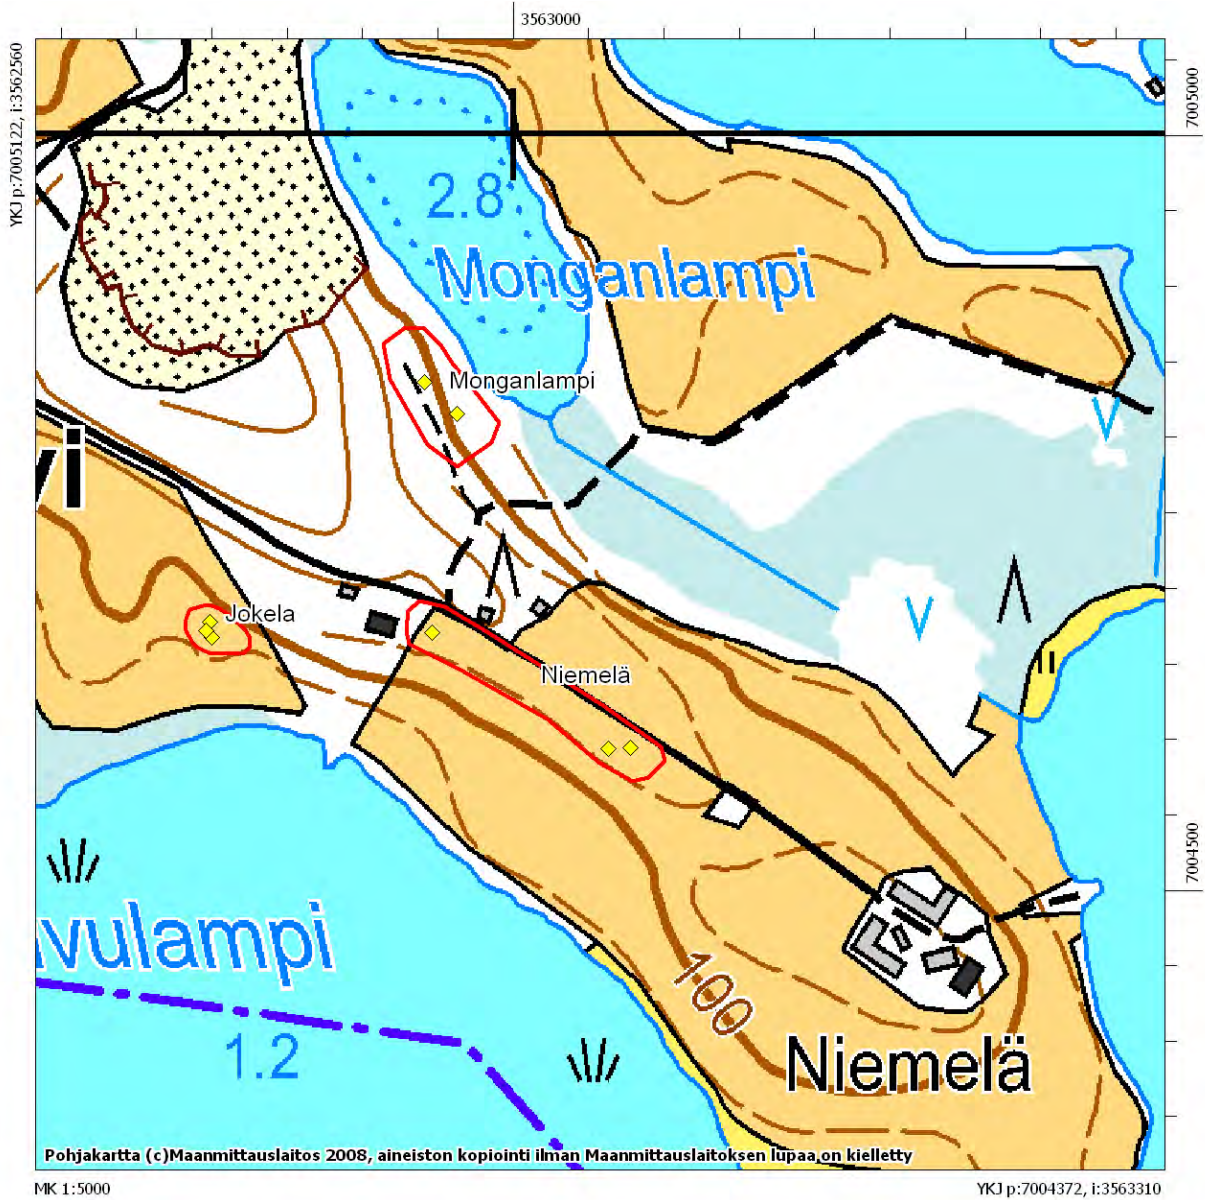 3563000
YKJ p:7005122, i:3562560
7005000
2.8
Monganlampi
Monganlampi
vi
Jokela
Niemelä
7004500
vulampi
100
1.2
Niemelä
Pohjakartta (c)Maanmittauslaitos 2008, aineiston kopiointi ilman Maanmittauslaitoksen lupaa on kielletty
MK 1:5000
YKJ p:7004372, i:3563310